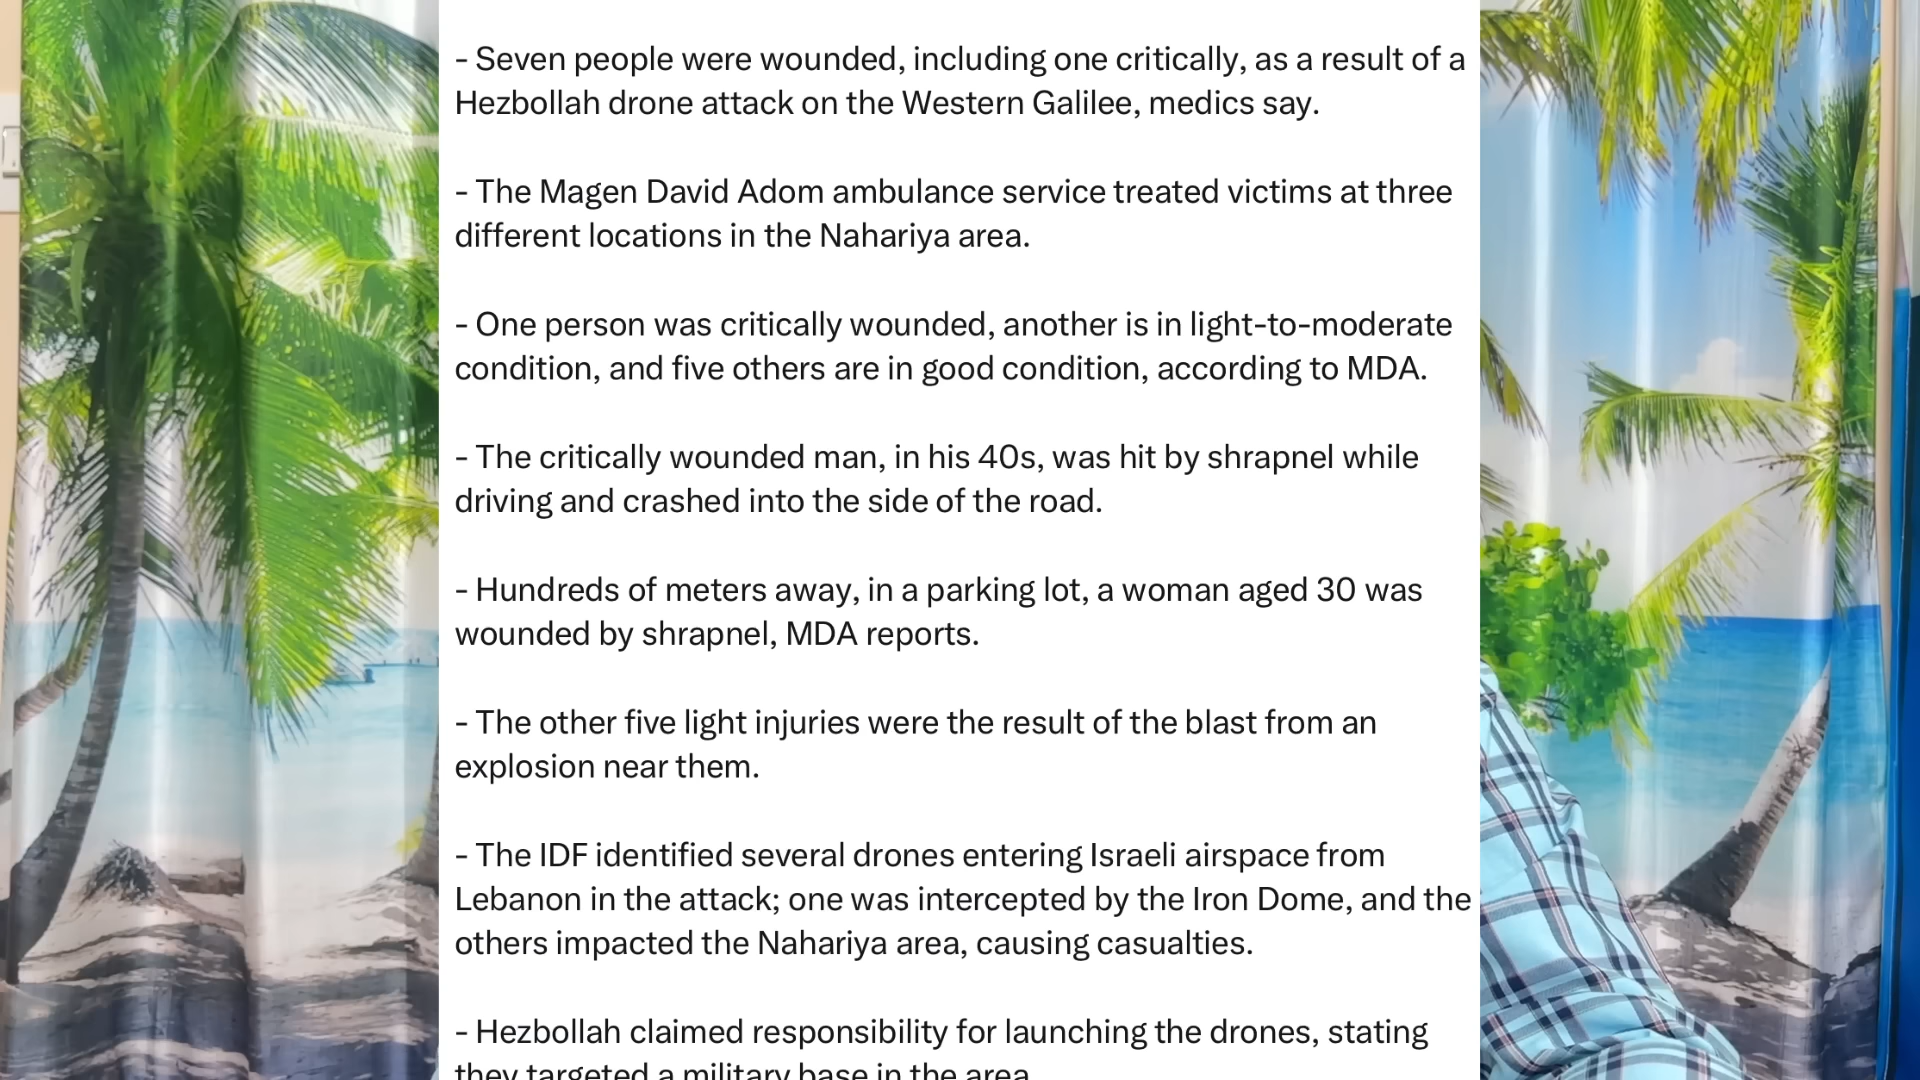 - Seven people were wounded, including one critically, as a result of a
Hezbollah drone attack on the Western Galilee, medics say.
- The Magen David Adom ambulance service treated victims at three
different locations in the Nahariya area.
- One person was critically wounded, another is in light-to-moderate
condition, and five others are in good condition, according to MDA.
- The critically wounded man, in his 40s, was hit by shrapnel while
driving and crashed into the side of the road.
- Hundreds of meters away, in a parking lot, a woman aged 30 was
wounded by shrapnel, MDA reports.
- The other five light injuries were the result of the blast from an
explosion near them.
- The IDF identified several drones entering Israeli airspace from
Lebanon in the attack; one was intercepted by the Iron Dome, and the
others impacted the Nahariya area, causing casualties.
- Hezbollah claimed responsibility for launching the drones, stating
they targeted a military base in the area.